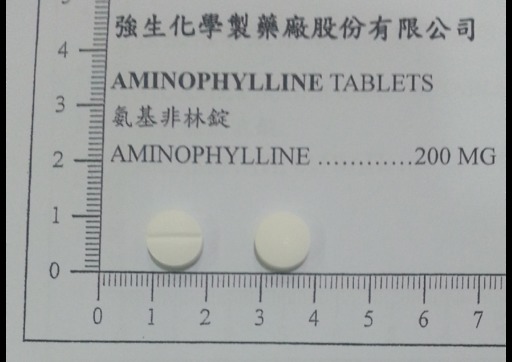 強生化學製藥廠股份有限公司
AMINOPHYLLINE TABLETS
氨基非林錠
AMINOPHYLLINE ............200 MG
5
4
3
2
1
0
0 1 2 3 4 5 6 7